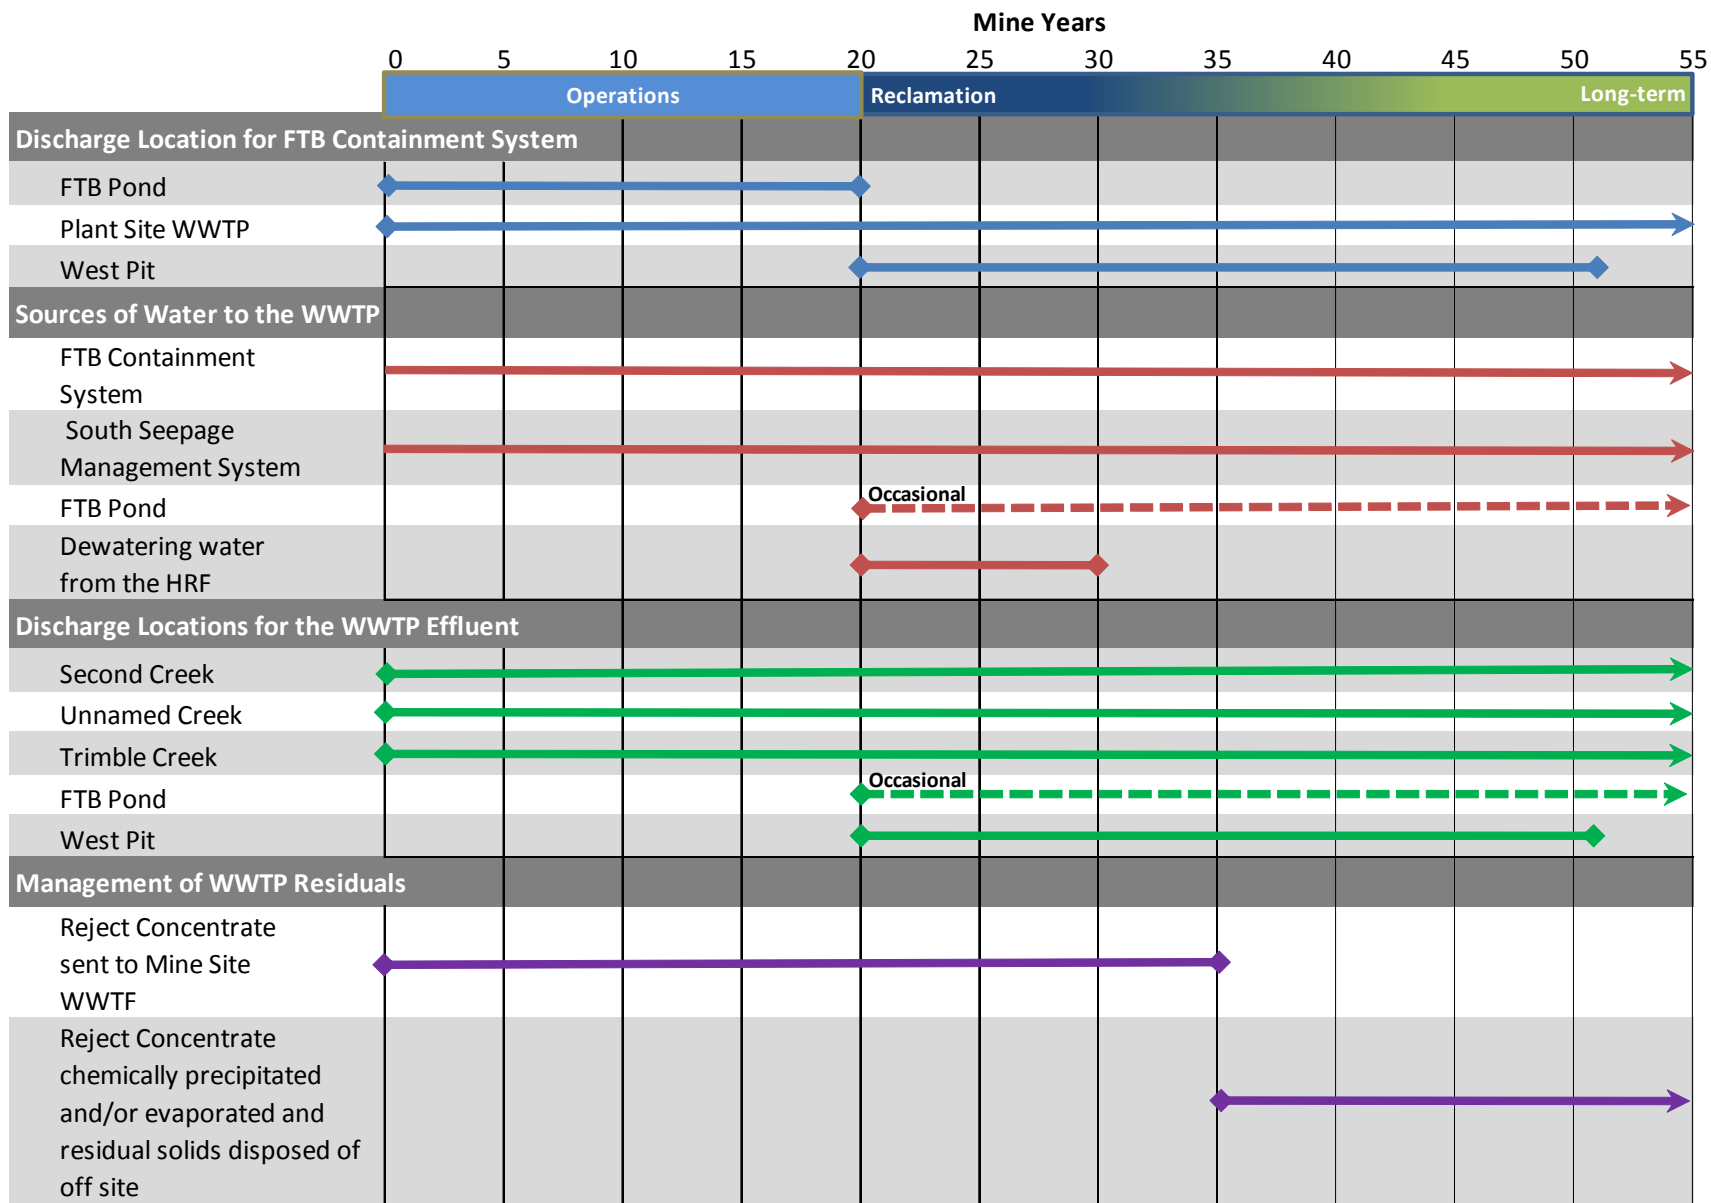 Mine Years
0 5 10 15 20 25 30 35 40 45 50 55
Operations Reclamation Long-term
Discharge Location for FTB Containment System
FTB Pond
Plant Site WWTP
West Pit
Sources of Water to the WWTP
FTB Containment
System
South Seepage
Management System
FTB Pond
Occasional
Dewatering water
from the HRF
Discharge Locations for the WWTP Effluent
Second Creek
Unnamed Creek
Trimble Creek
FTB Pond
Occasional
West Pit
Management of WWTP Residuals
Reject Concentrate
sent to Mine Site
WWTF
Reject Concentrate
chemically precipitated
and/or evaporated and
residual solids disposed of
off site